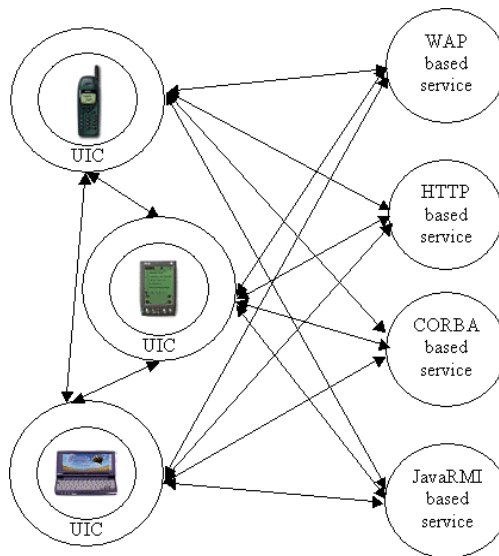 UIC
UIC
UIC
WAP
based
service
HTTP
based
service
CORBA
based
service
JavaRMI
based
service